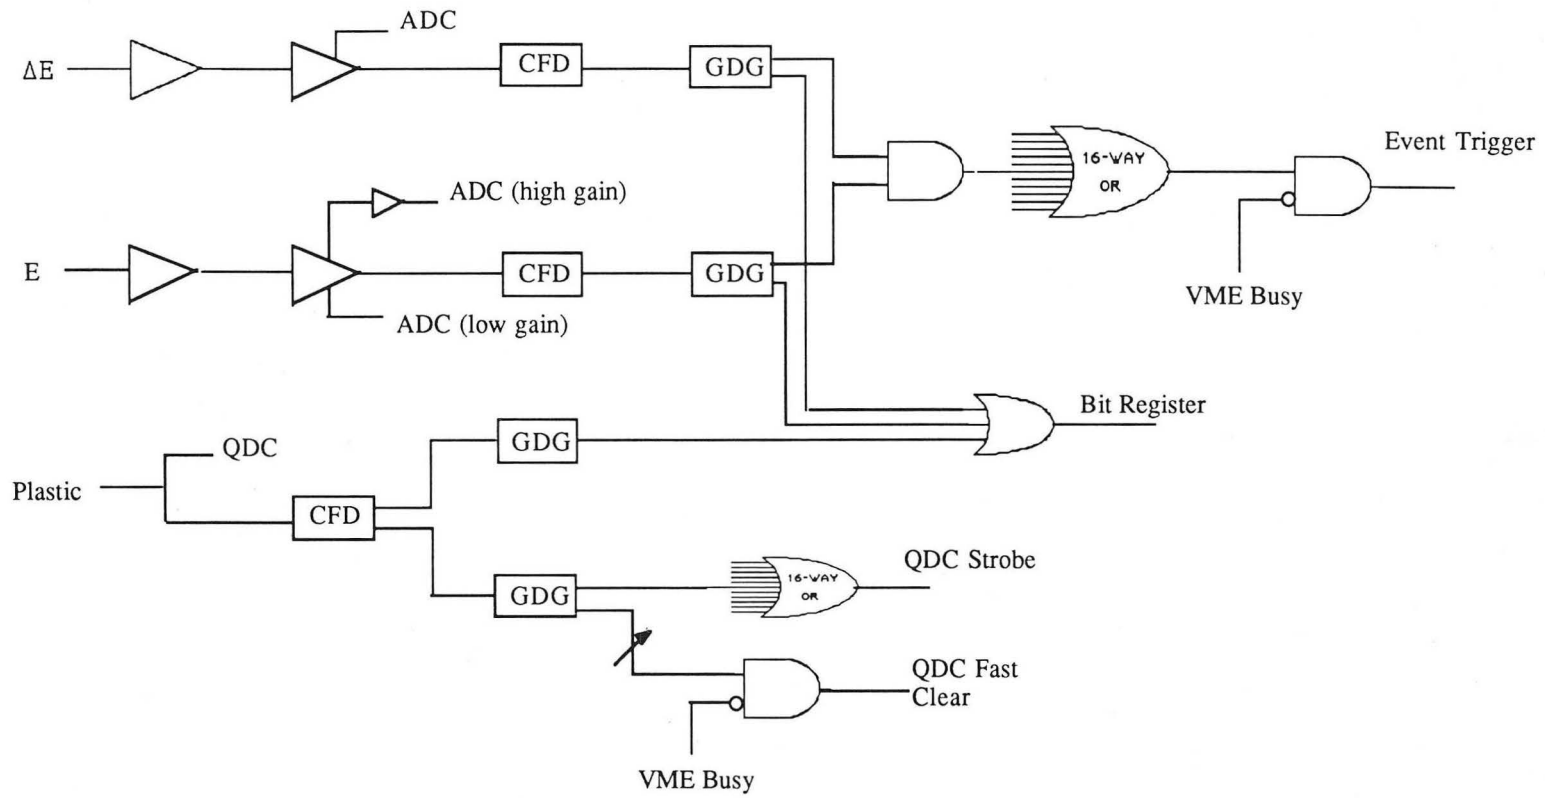 ADC
ΔE
CFD
GDG
Event Trigger
16-WAY
OR
ADC (high gain)
E
CFD
GDG
VME Busy
ADC (low gain)
Bit Register
GDG
QDC
Plastic
CFD
QDC Strobe
16-WAY
OR
GDG
QDC Fast
Clear
VME Busy